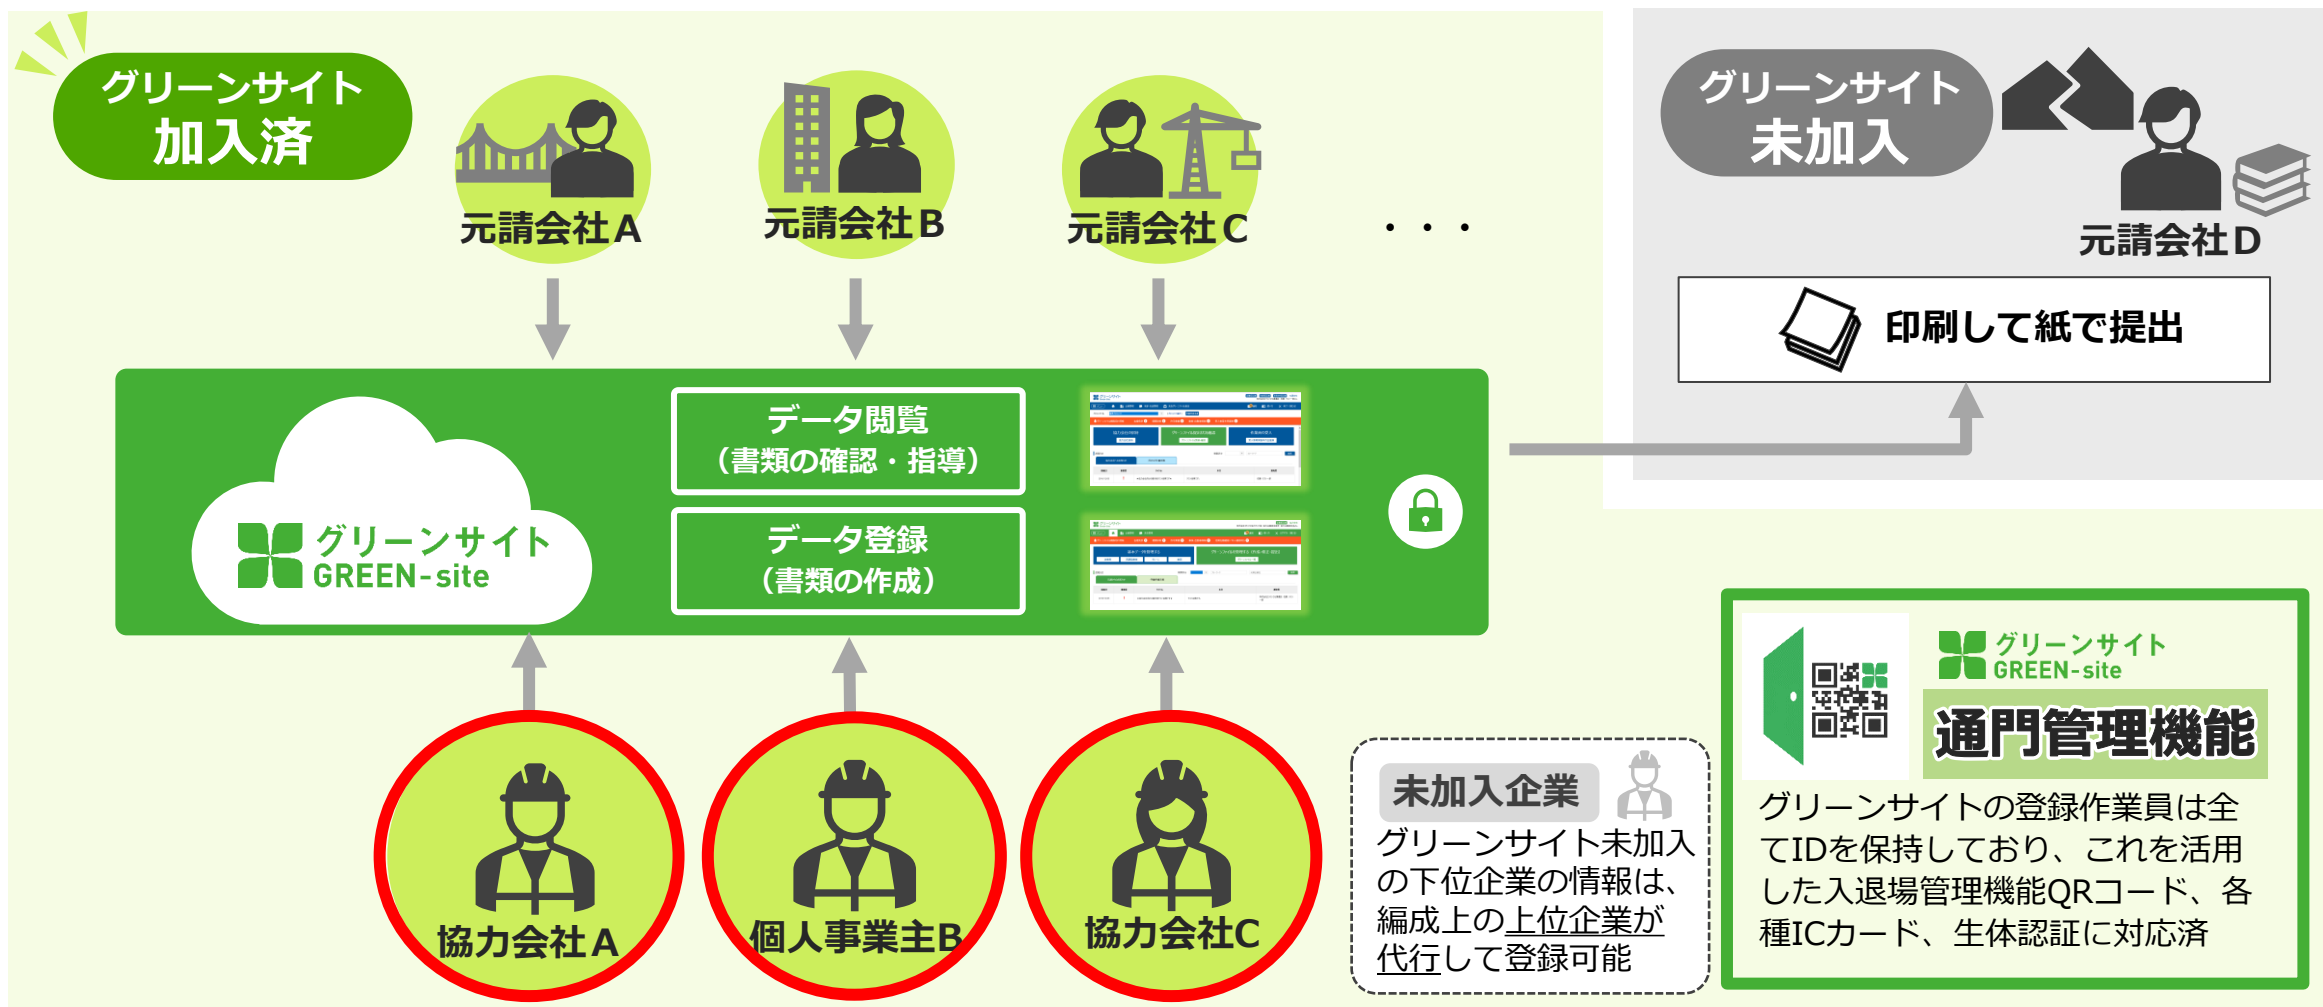 グリーンサイト
加入済
元請会社A
元請会社B
元請会社C
・・・
グリーンサイト
未加入
元請会社D
印刷して紙で提出
グリーンサイト
GREEN-site
データ閲覧
（書類の確認・指導）
データ登録
（書類の作成）
協力会社A
個人事業主B
協力会社C
未加入企業
グリーンサイト未加入
の下位企業の情報は、
編成上の上位企業が
代行して登録可能
グリーンサイト
GREEN-site
通門管理機能
グリーンサイトの登録作業員は全
てIDを保持しており、これを活用
した入退場管理機能QRコード、各
種ICカード、生体認証に対応済